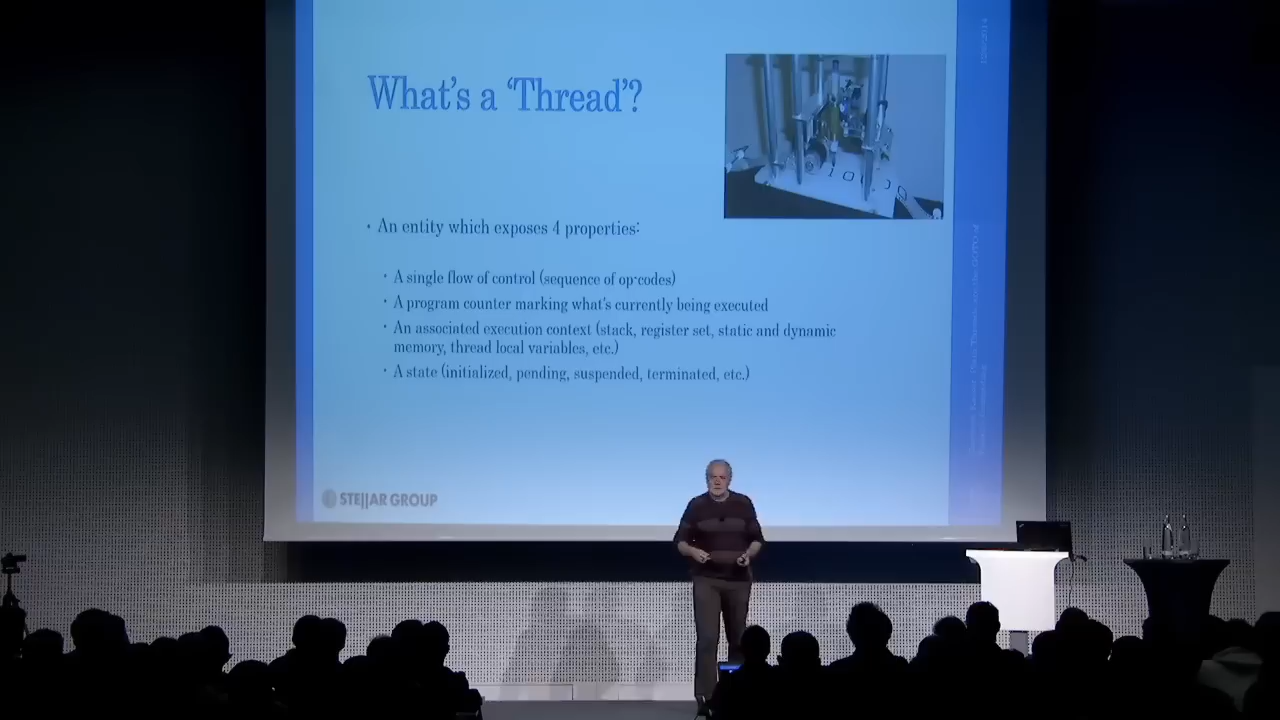 What's a 'Thread'?
• An entity which exposes 4 properties:
• A single flow of control (sequence of op-codes)
• A program counter marking what's currently being executed
• An associated execution context (stack, register set, static and dynamic
memory, thread local variables, etc.)
• A state (initialized, pending, suspended, terminated, etc.)
STE||AR GROUP